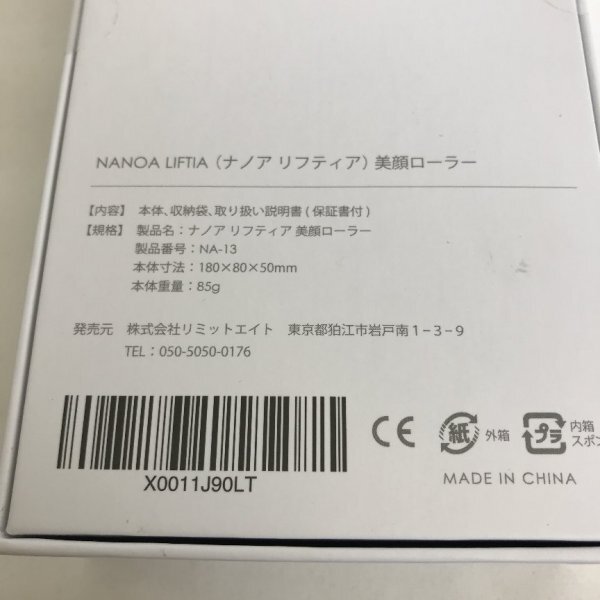 NANOA LIFTIA（ナノア リフティア）美顔ローラー
【内容】 本体、収納袋、取り扱い説明書 ( 保証書付 )
【規格】 製品名：ナノア リフティア 美顔ローラー
製品番号：NA-13
本体寸法：180×80×50mm
本体重量：85g
発売元 株式会社リミットエイト 東京都狛江市岩戸南１−３−９
TEL：050-5050-0176
X0011J90LT
CE 紙 外箱 プラ 内箱
スポン
MADE IN CHINA